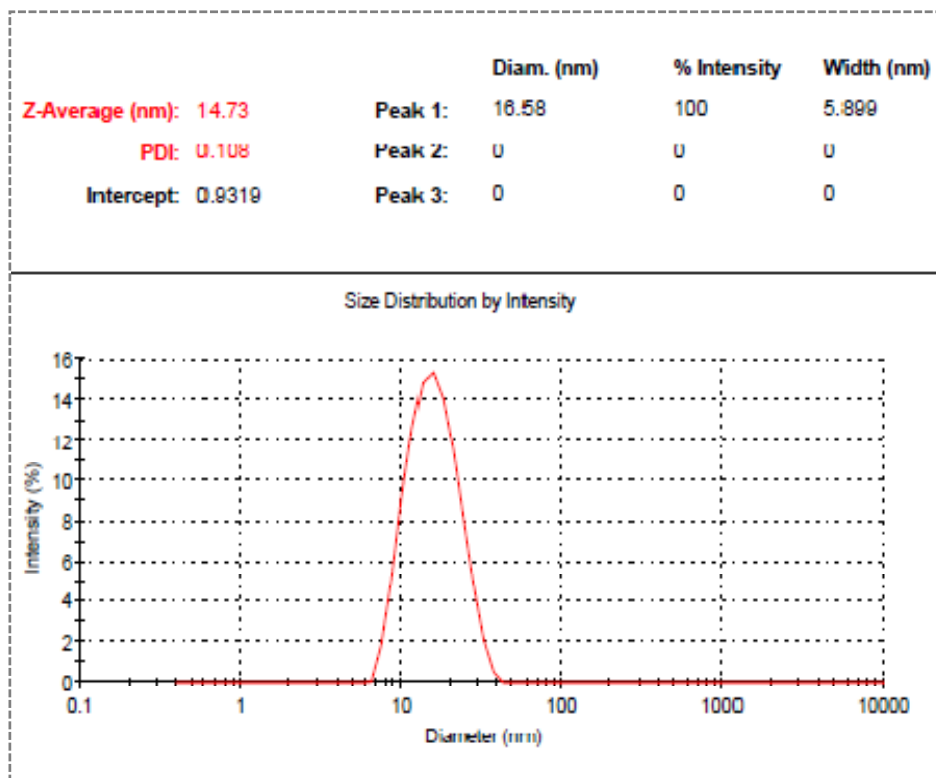 Diam. (nm) % Intensity Width (nm)
Z-Average (nm): 14.73 Peak 1: 16.58 100 5.899
PDI: 0.108 Peak 2: 0 0 0
Intercept: 0.9319 Peak 3: 0 0 0
Size Distribution by Intensity
16
14
12
10
8
6
4
2
0
Intensity (%)
0.1 1 10 100 1000 10000
Diameter (nm)